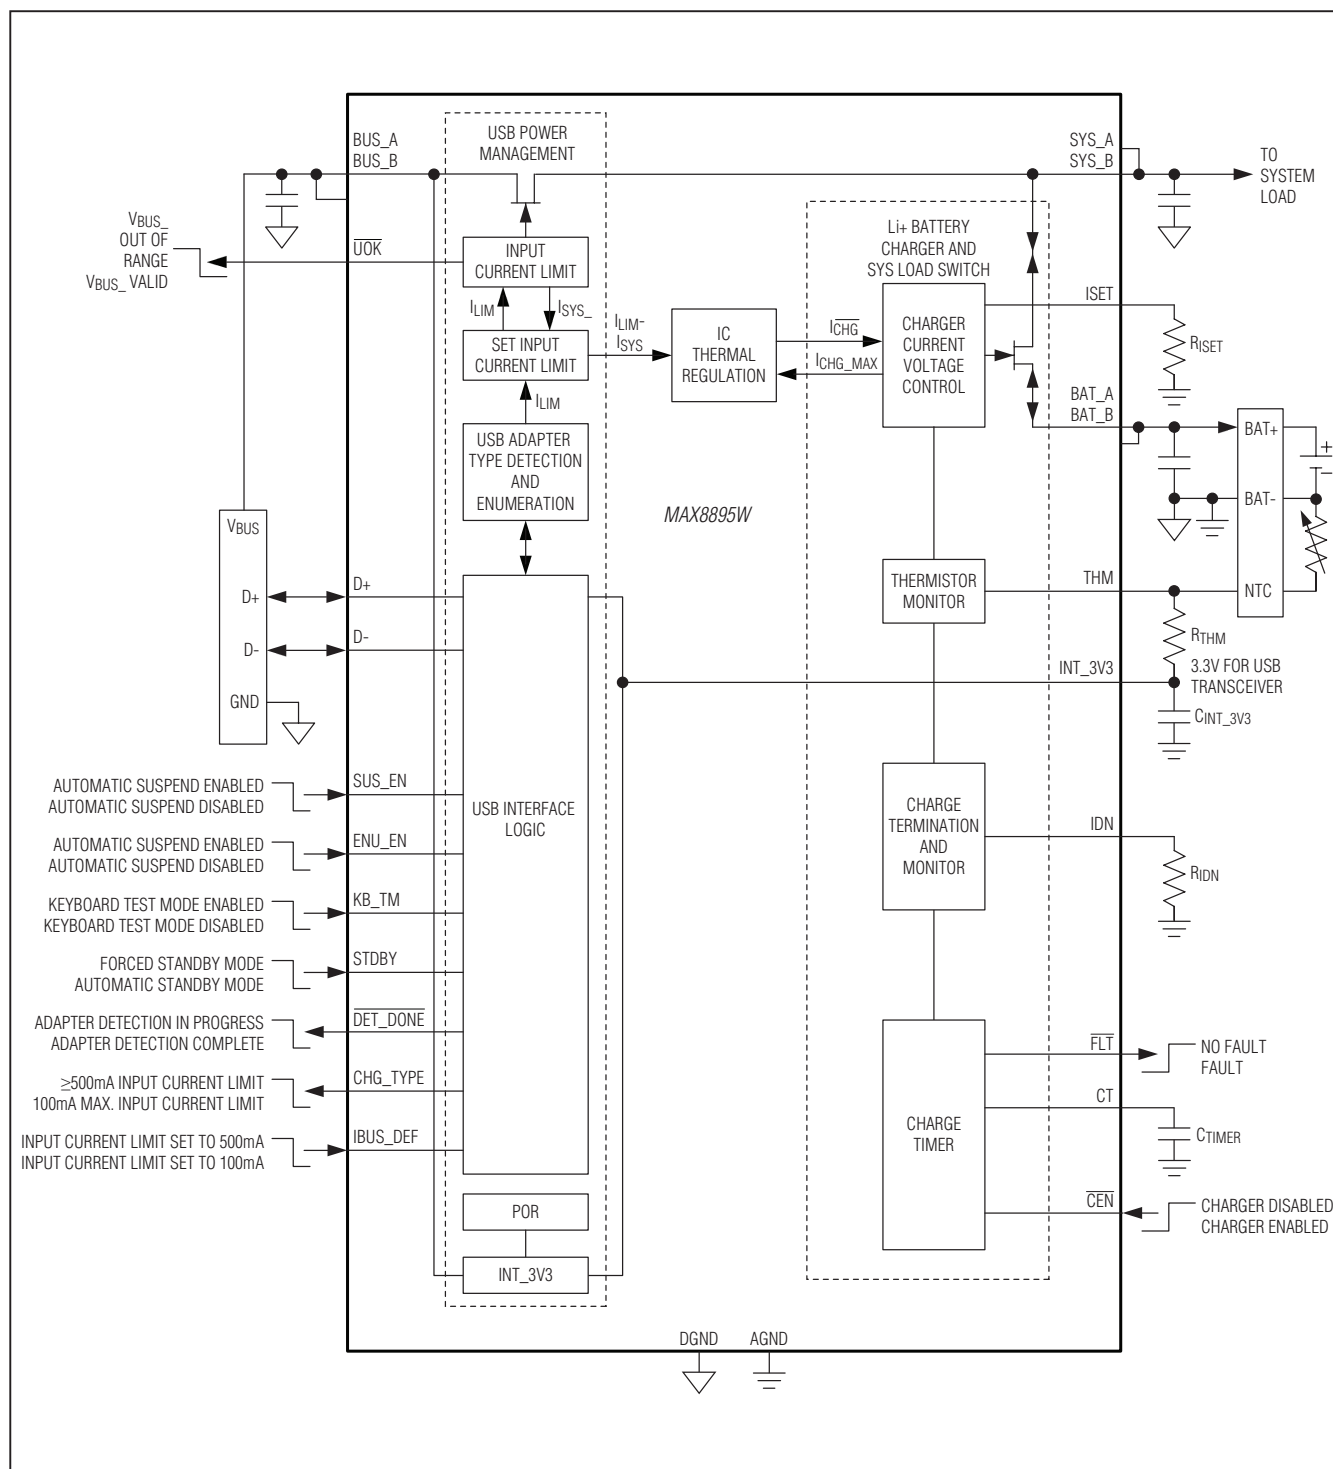 BUS_A
BUS_B
USB POWER
MANAGEMENT
SYS_A
SYS_B
TO
SYSTEM
LOAD
VBUS_
OUT OF
RANGE
VBUS_ VALID
UOK
INPUT
CURRENT LIMIT
Li+ BATTERY
CHARGER AND
SYS LOAD SWITCH
ILIM
ISYS_
SET INPUT
CURRENT LIMIT
ILIM-
ISYS
IC
THERMAL
REGULATION
ICHG
ICHG_MAX
CHARGER
CURRENT
VOLTAGE
CONTROL
ISET
RISET
ILIM
USB ADAPTER
TYPE DETECTION
AND
ENUMERATION
BAT_A
BAT_B
BAT+
+
–
BAT-
NTC
MAX8895W
VBUS
D+
D-
GND
D+
D-
THERMISTOR
MONITOR
THM
RTHM
INT_3V3
3.3V FOR USB
TRANSCEIVER
CINT_3V3
AUTOMATIC SUSPEND ENABLED
AUTOMATIC SUSPEND DISABLED
SUS_EN
USB INTERFACE
LOGIC
AUTOMATIC SUSPEND ENABLED
AUTOMATIC SUSPEND DISABLED
ENU_EN
KEYBOARD TEST MODE ENABLED
KEYBOARD TEST MODE DISABLED
KB_TM
FORCED STANDBY MODE
AUTOMATIC STANDBY MODE
STDBY
ADAPTER DETECTION IN PROGRESS
ADAPTER DETECTION COMPLETE
DET_DONE
≥500mA INPUT CURRENT LIMIT
100mA MAX. INPUT CURRENT LIMIT
CHG_TYPE
INPUT CURRENT LIMIT SET TO 500mA
INPUT CURRENT LIMIT SET TO 100mA
IBUS_DEF
CHARGE
TERMINATION
AND
MONITOR
IDN
RIDN
CHARGE
TIMER
FLT
NO FAULT
FAULT
CT
CTIMER
CEN
CHARGER DISABLED
CHARGER ENABLED
POR
INT_3V3
DGND
AGND